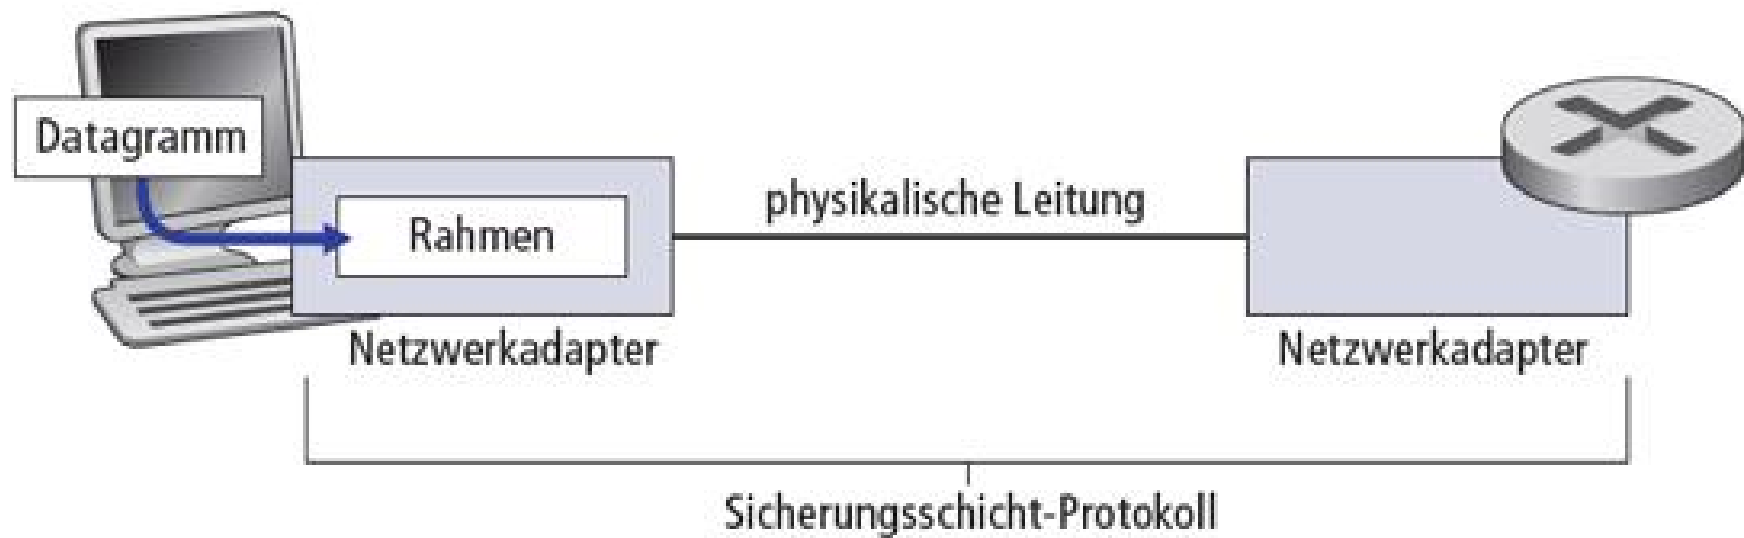 Datagramm
Rahmen
physikalische Leitung
Netzwerkadapter
Netzwerkadapter
Sicherungsschicht-Protokoll